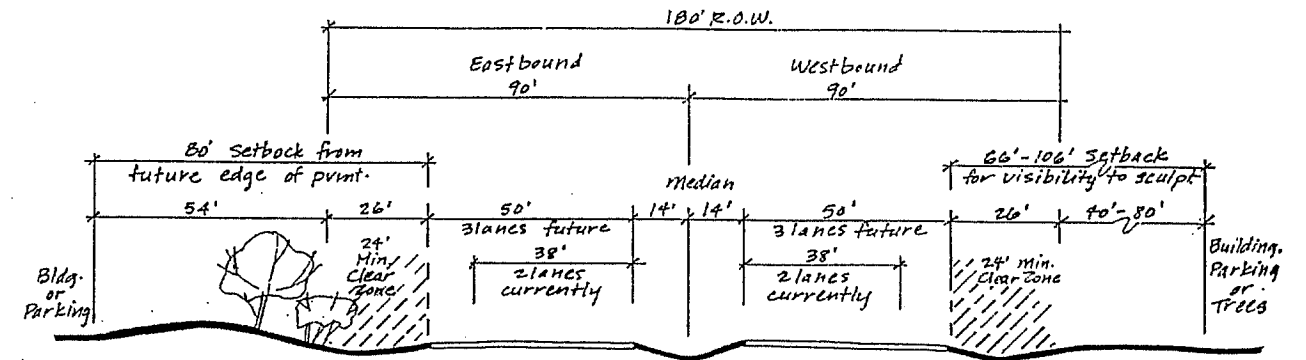 180' R.O.W.
Eastbound
90'
Westbound
90'
80' setback from
future edge of pvmt.
66'-106' Setback
for visibility to sculpt.
Median
54'
26'
50'
14'
14'
50'
26'
40'-80'
3 lanes future
3 lanes future
38'
2 lanes
currently
38'
2 lanes
currently
24'
Min.
Clear
Zone
24' min.
Clear Zone
Bldg.
or
Parking
Building.
Parking
or
Trees